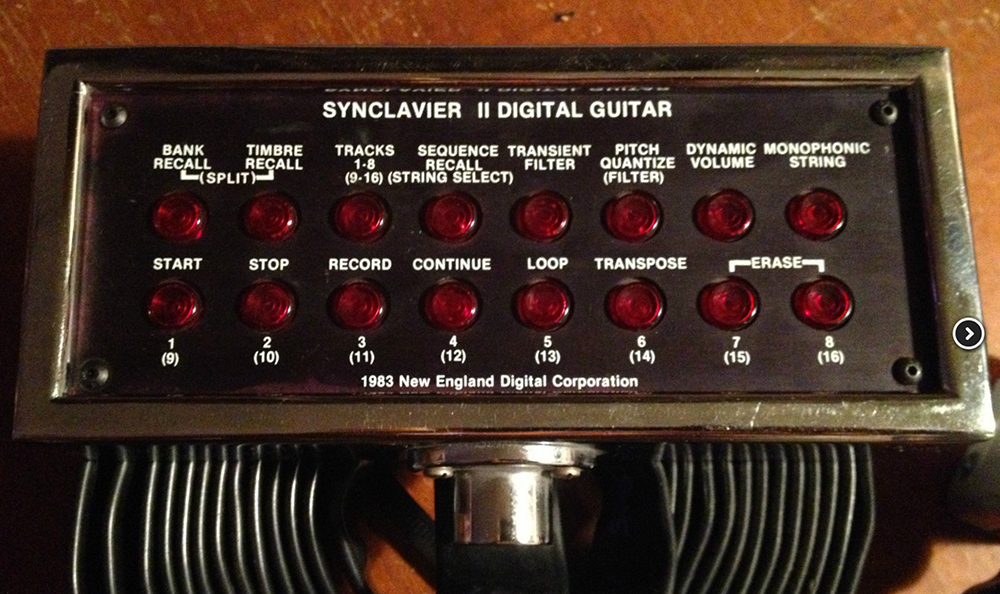 SYNCLAVIER II DIGITAL GUITAR
BANK RECALL
TIMBRE RECALL
(SPLIT)
TRACKS 1-8 (9-16)
SEQUENCE RECALL (STRING SELECT)
TRANSIENT FILTER
PITCH QUANTIZE (FILTER)
DYNAMIC VOLUME
MONOPHONIC STRING
START STOP RECORD CONTINUE LOOP TRANSPOSE ERASE
1 2 3 4 5 6 7 8
(9) (10) (11) (12) (13) (14) (15) (16)
1983 New England Digital Corporation